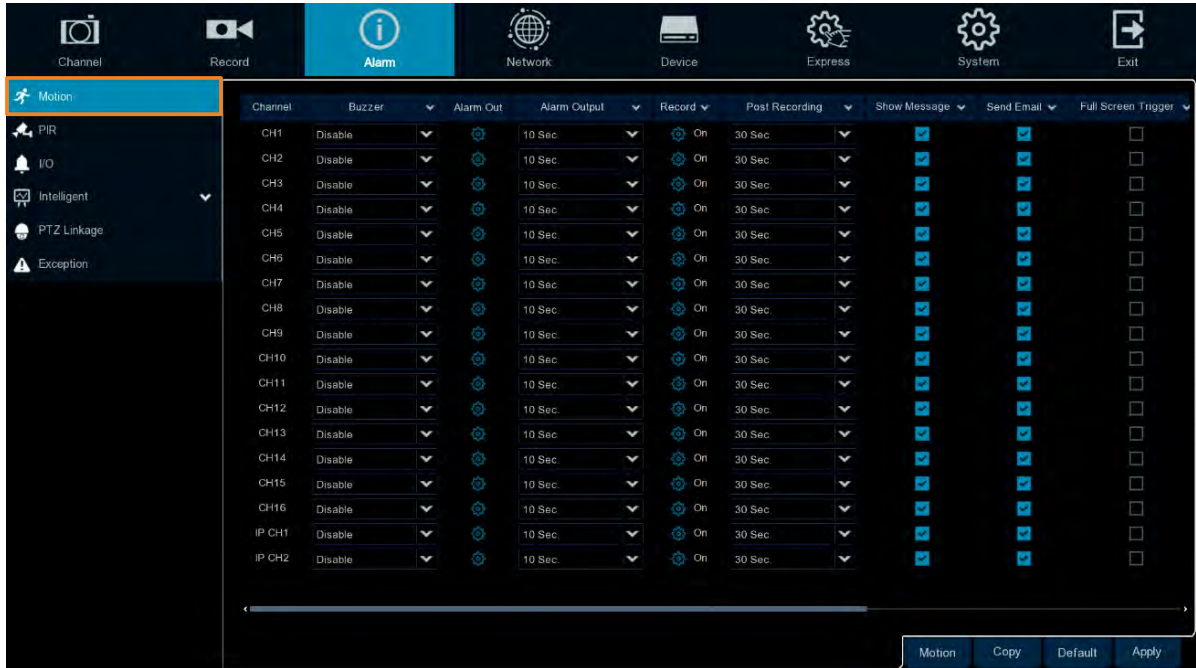 Channel Record Alarm Network Device Express System Exit
Motion
PIR
I/O
Intelligent
PTZ Linkage
Exception
Channel Buzzer Alarm Out Alarm Output Record Post Recording Show Message Send Email Full Screen Trigger
CH1 Disable 10 Sec. On 30 Sec.
CH2 Disable 10 Sec. On 30 Sec.
CH3 Disable 10 Sec. On 30 Sec.
CH4 Disable 10 Sec. On 30 Sec.
CH5 Disable 10 Sec. On 30 Sec.
CH6 Disable 10 Sec. On 30 Sec.
CH7 Disable 10 Sec. On 30 Sec.
CH8 Disable 10 Sec. On 30 Sec.
CH9 Disable 10 Sec. On 30 Sec.
CH10 Disable 10 Sec. On 30 Sec.
CH11 Disable 10 Sec. On 30 Sec.
CH12 Disable 10 Sec. On 30 Sec.
CH13 Disable 10 Sec. On 30 Sec.
CH14 Disable 10 Sec. On 30 Sec.
CH15 Disable 10 Sec. On 30 Sec.
CH16 Disable 10 Sec. On 30 Sec.
IP CH1 Disable 10 Sec. On 30 Sec.
IP CH2 Disable 10 Sec. On 30 Sec.
Motion Copy Default Apply